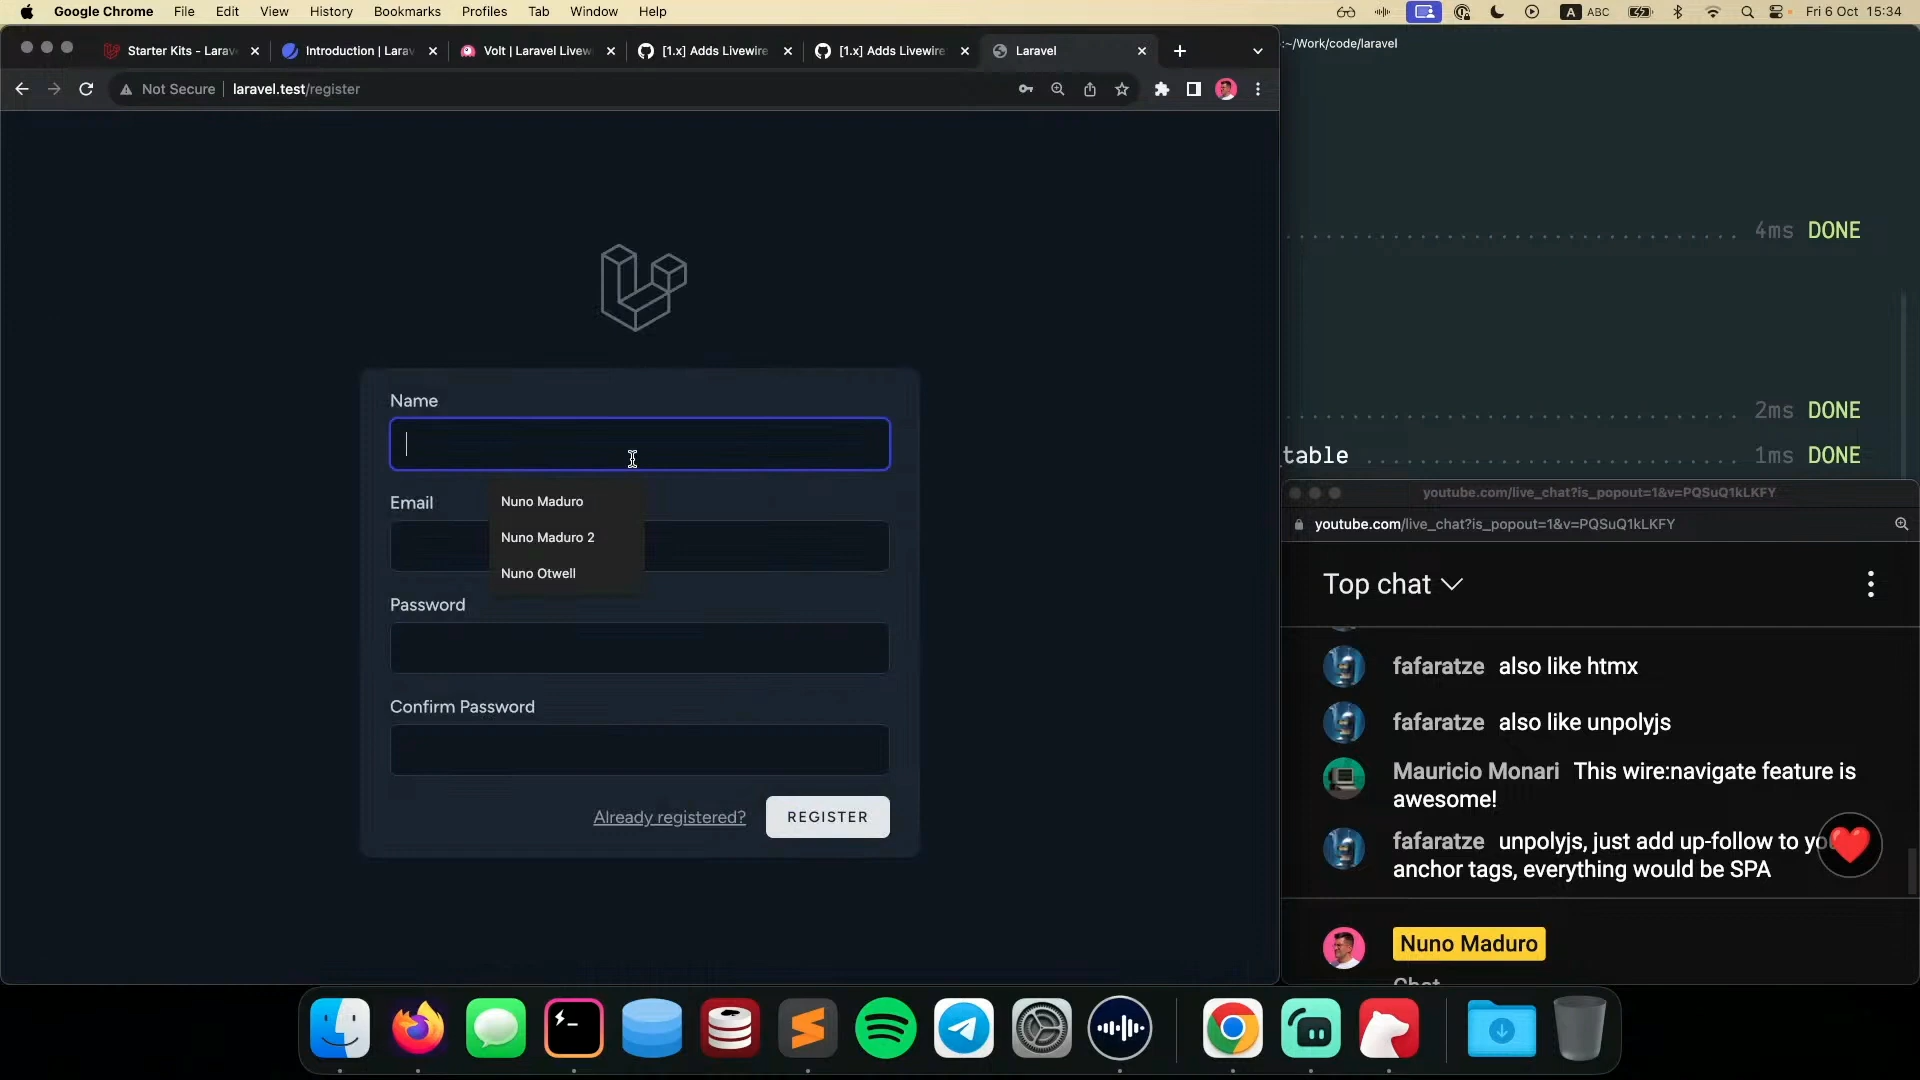 Google Chrome File Edit View History Bookmarks Profiles Tab Window Help
A ABC Fri 6 Oct 15:34
Starter Kits - Larav
Introduction | Larav
Volt | Laravel Livew
[1.x] Adds Livewire
[1.x] Adds Livewire
Laravel
Not Secure laravel.test/register
:~/Work/code/laravel
4ms DONE
2ms DONE
table 1ms DONE
Name
Nuno Maduro
Nuno Maduro 2
Nuno Otwell
Email
Password
Confirm Password
Already registered? REGISTER
youtube.com/live_chat?is_popout=1&v=PQSuQ1kLKFY
youtube.com/live_chat?is_popout=1&v=PQSuQ1kLKFY
Top chat
fafaratze also like htmx
fafaratze also like unpolyjs
Mauricio Monari This wire:navigate feature is
awesome!
fafaratze unpolyjs, just add up-follow to yo
anchor tags, everything would be SPA
Nuno Maduro